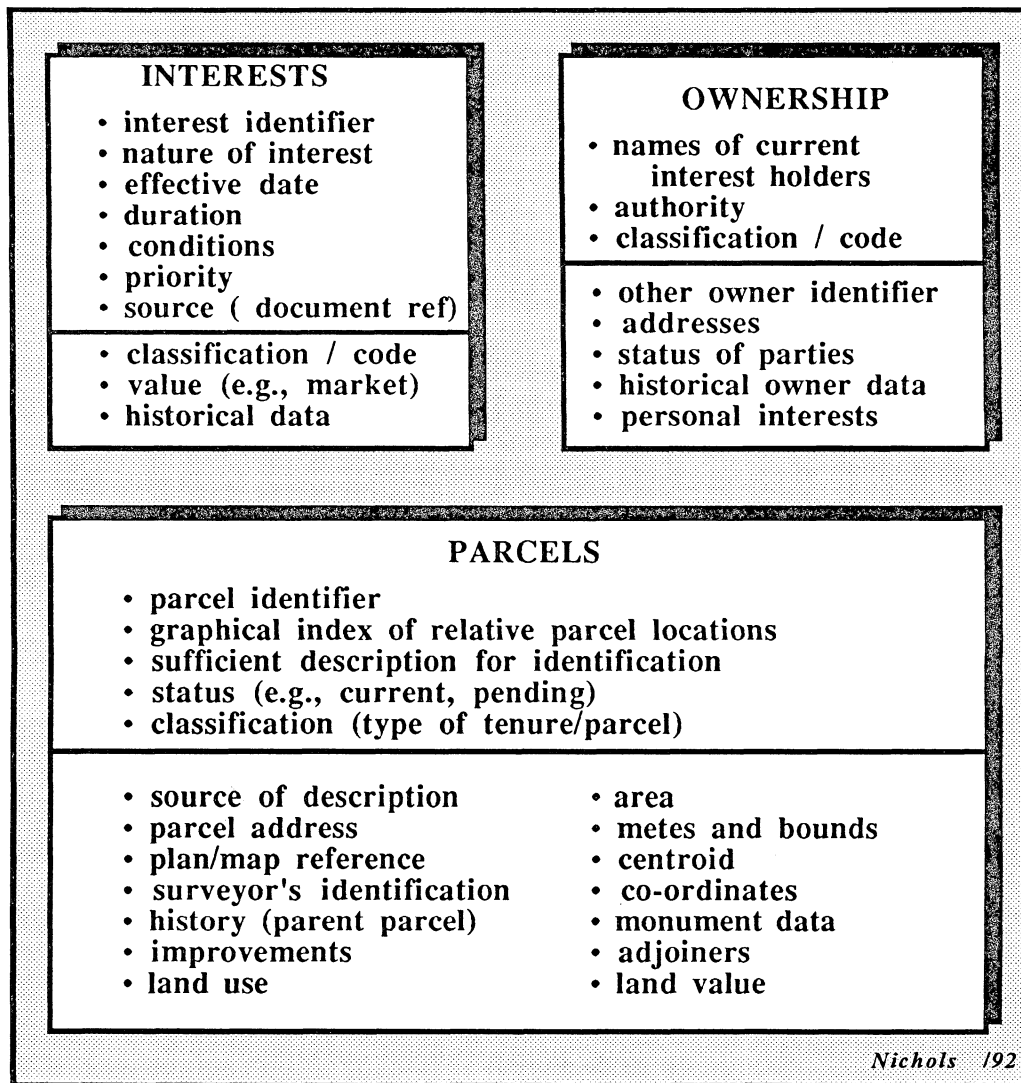 INTERESTS
• interest identifier
• nature of interest
• effective date
• duration
• conditions
• priority
• source ( document ref)
• classification / code
• value (e.g., market)
• historical data
OWNERSHIP
• names of current
interest holders
• authority
• classification / code
• other owner identifier
• addresses
• status of parties
• historical owner data
• personal interests
PARCELS
• parcel identifier
• graphical index of relative parcel locations
• sufficient description for identification
• status (e.g., current, pending)
• classification (type of tenure/parcel)
• source of description
• parcel address
• plan/map reference
• surveyor's identification
• history (parent parcel)
• improvements
• land use
• area
• metes and bounds
• centroid
• co-ordinates
• monument data
• adjoiners
• land value
Nichols /92